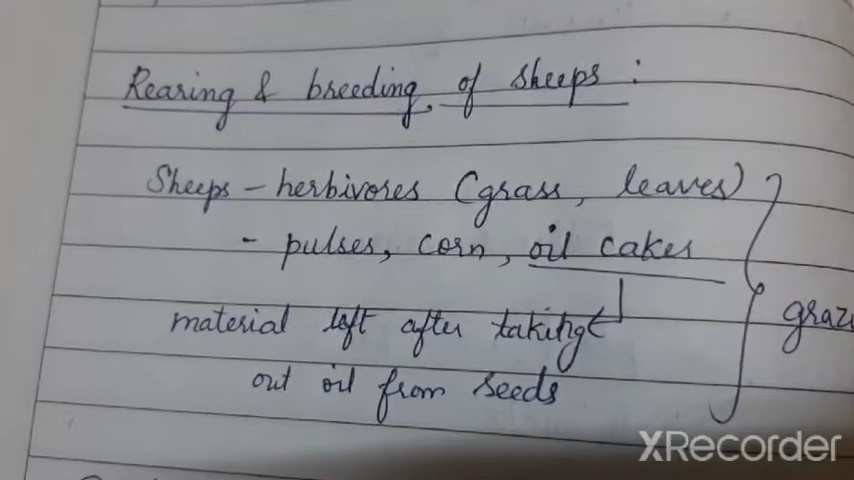 Rearing & breeding of sheeps :
Sheeps - herbivores (grass, leaves)
- pulses, corn, oil cakes
material left after taking
out oil from seeds
XRecorder